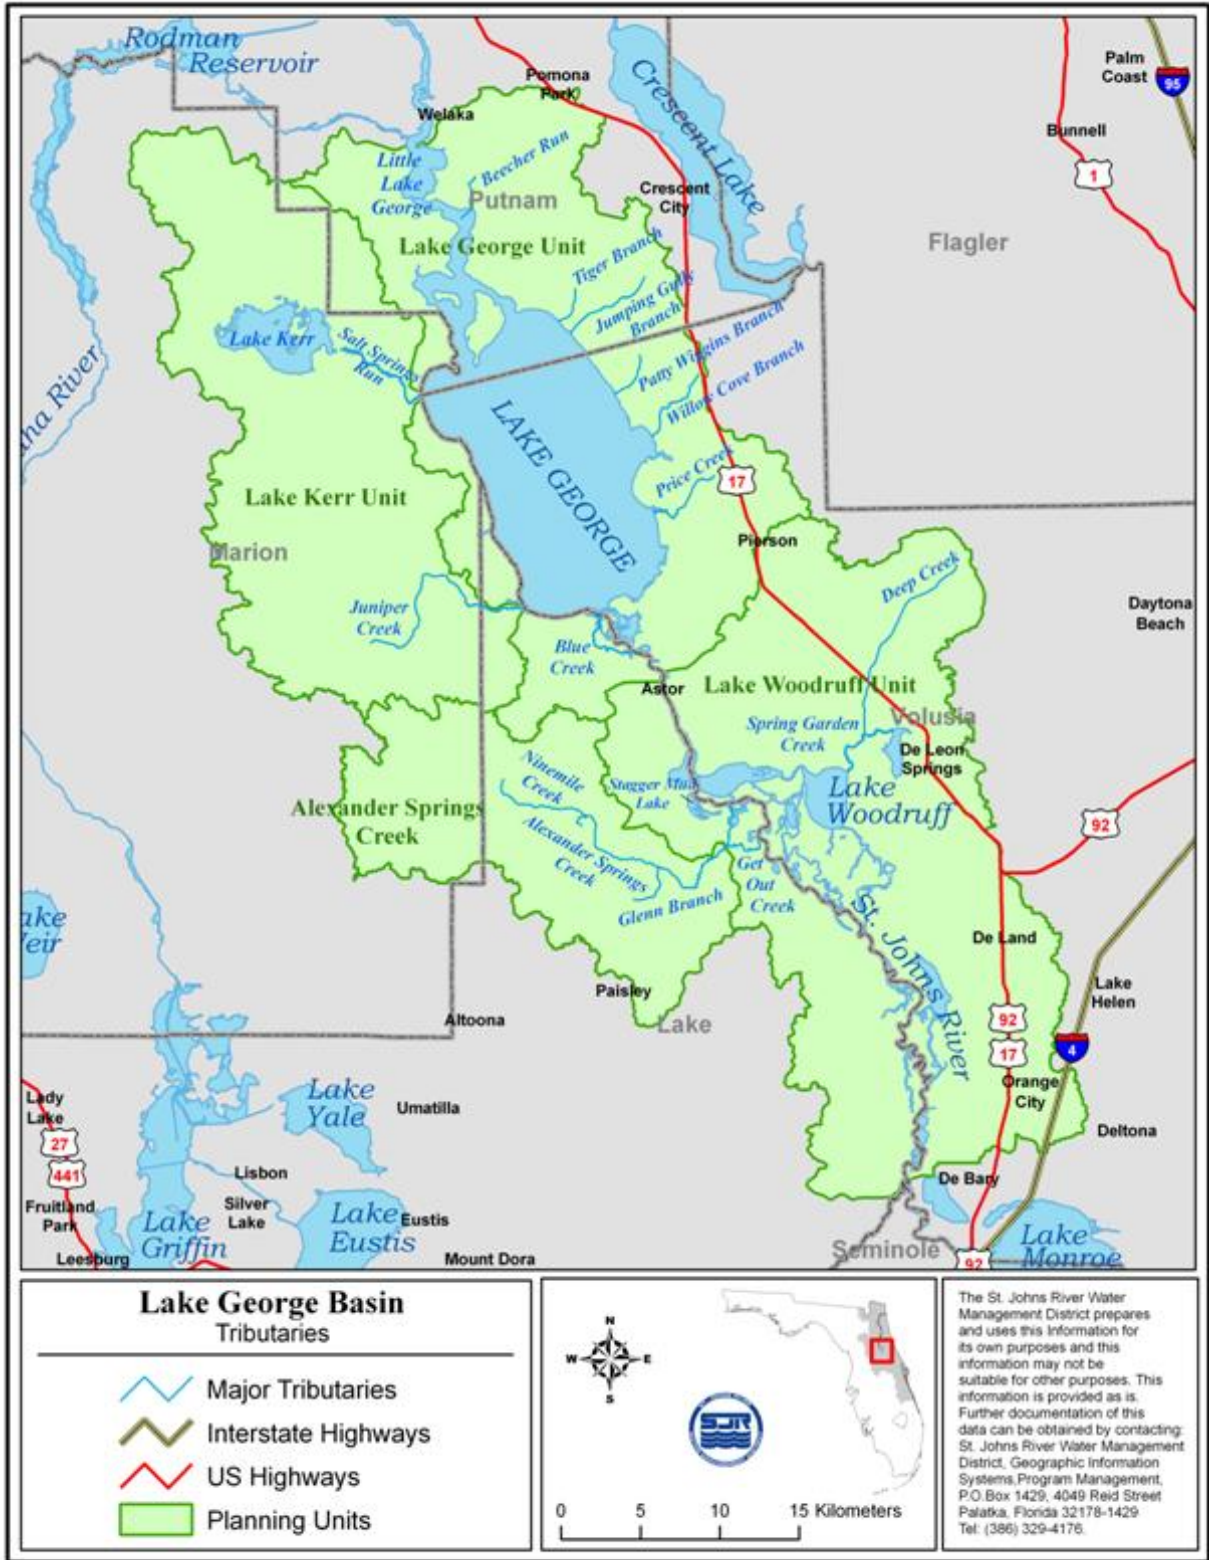 Rodman
Reservoir
Pomona
Park
Welaka
Crescent Lake
Palm
Coast
95
Bunnell
1
Little
Lake
George
Beecher Run
Putnam
Crescent
City
Flagler
Lake George Unit
Tiger Branch
Jumping Gully
Branch
Patty Wiggins Branch
Willow Cove Branch
Lake Kerr
Salt Springs
Run
na River
LAKE GEORGE
Price Creek
17
Lake Kerr Unit
Marion
Pierson
Deep Creek
Juniper
Creek
Daytona
Beach
Blue
Creek
Astor
Lake Woodruff Unit
Volusia
Spring Garden
Creek
De Leon
Springs
Ninemile
Creek
Stagger Mud
Lake
Lake
Woodruff
Alexander Springs
Creek
92
Alexander Springs
Creek
Get
Out
Creek
Glenn Branch
St. Johns River
ake
eir
De Land
Lake
Helen
Paisley
Lake
Altoona
92
17
4
Orange
City
Lake
Yale
Umatilla
Lady
Lake
27
441
Deltona
Lisbon
Silver
Lake
De Bary
Fruitland
Park
Lake
Griffin
Lake
Eustis
Eustis
Leesburg
Mount Dora
Seminole
92
Lake
Monroe
Lake George Basin
Tributaries
Major Tributaries
Interstate Highways
US Highways
Planning Units
N
W E
S
SJR
0 5 10 15 Kilometers
The St. Johns River Water
Management District prepares
and uses this Information for
its own purposes and this
information may not be
suitable for other purposes. This
information is provided as is.
Further documentation of this
data can be obtained by contacting:
St. Johns River Water Management
District, Geographic Information
Systems,Program Management,
P.O.Box 1429, 4049 Reid Street
Palatka, Florida 32178-1429
Tel: (386) 329-4176.